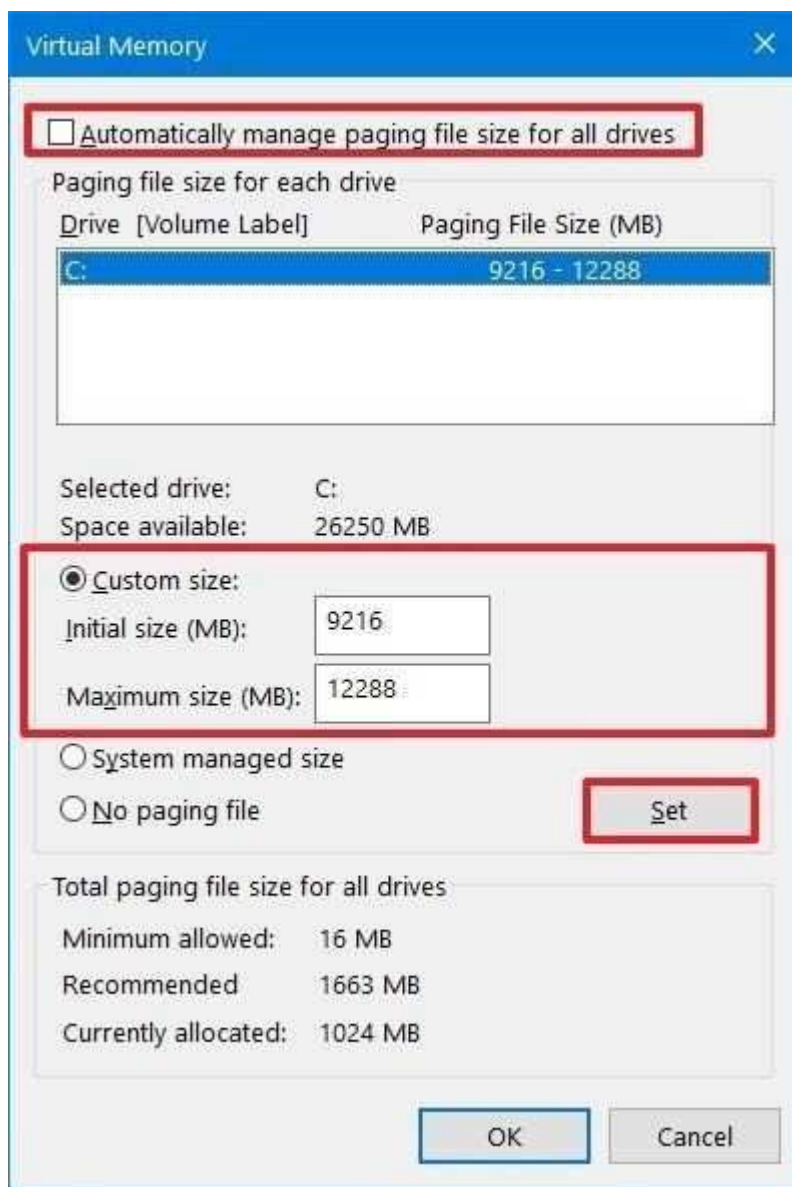 Virtual Memory
Automatically manage paging file size for all drives
Paging file size for each drive
Drive [Volume Label] Paging File Size (MB)
C: 9216 - 12288
Selected drive: C:
Space available: 26250 MB
Custom size:
Initial size (MB): 9216
Maximum size (MB): 12288
System managed size
No paging file Set
Total paging file size for all drives
Minimum allowed: 16 MB
Recommended 1663 MB
Currently allocated: 1024 MB
OK Cancel